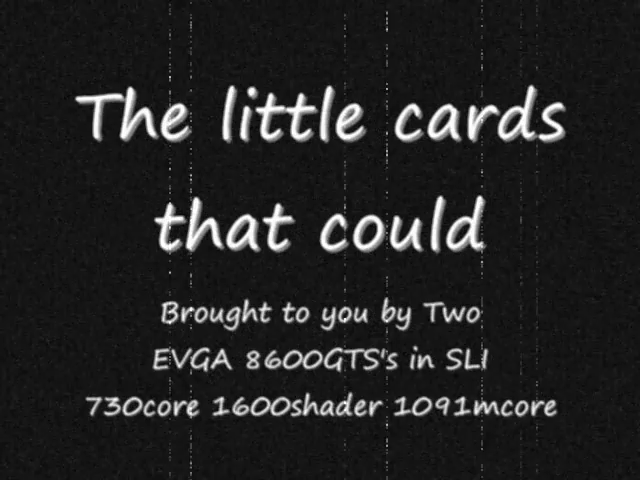 The little cards
that could
Brought to you by Two
EVGA 8600GTS's in SLI
730core 1600shader 1091mcore